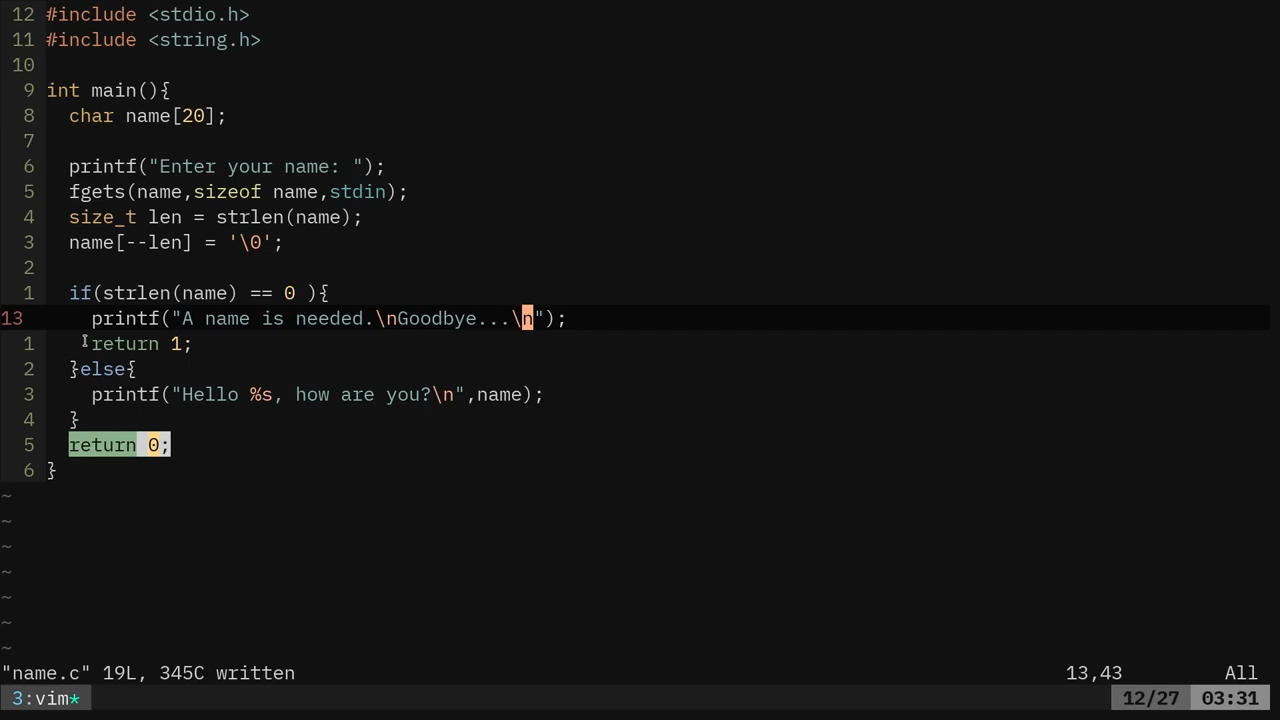 12 #include <stdio.h>
11 #include <string.h>
10
9 int main(){
8   char name[20];
7
6   printf("Enter your name: ");
5   fgets(name,sizeof name,stdin);
4   size_t len = strlen(name);
3   name[--len] = '\0';
2
1   if(strlen(name) == 0 ){
13     printf("A name is needed.\nGoodbye...\n");
1     return 1;
2   }else{
3     printf("Hello %s, how are you?\n",name);
4   }
5   return 0;
6 }
~
~
~
~
~
~
~
"name.c" 19L, 345C written 13,43 All
3:vim* 12/27 03:31